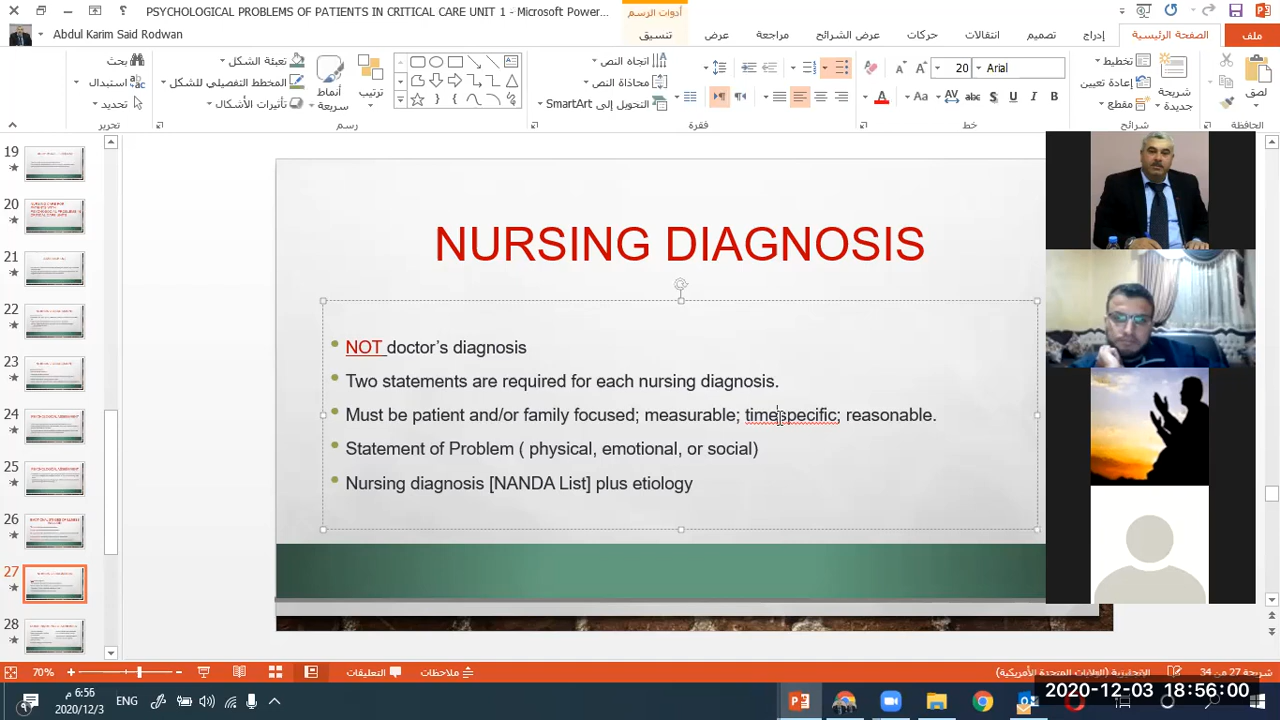 PSYCHOLOGICAL PROBLEMS OF PATIENTS IN CRITICAL CARE UNIT 1 - Microsoft Power...
أدوات الرسم
Abdul Karim Said Rodwan
ملف
الصفحة الرئيسية
إدراج
تصميم
انتقالات
حركات
عرض الشرائح
مراجعة
عرض
تنسيق
لصق
الحافظة
شريحة جديدة
تخطيط
إعادة تعيين
مقطع
شرائح
Arial
20
خط
اتجاه النص
محاذاة النص
التحويل إلى SmartArt
فقرة
ترتيب
أنماط سريعة
تعبئة الشكل
المخطط التفصيلي للشكل
تأثيرات الأشكال
رسم
بحث
استبدال
تحديد
تحرير
19
20
21
22
23
24
25
26
27
28
NURSING DIAGNOSIS
NOT doctor's diagnosis
Two statements are required for each nursing diagnosis.
Must be patient and/or family focused; measurable; timespecific; reasonable.
Statement of Problem ( physical, emotional, or social)
Nursing diagnosis [NANDA List] plus etiology
شريحة 27 من 34
الإنجليزية (الولايات المتحدة الأمريكية)
ملاحظات
التعليقات
70%
2020-12-03 18:56:00
ENG
6:56 م
2020/12/3